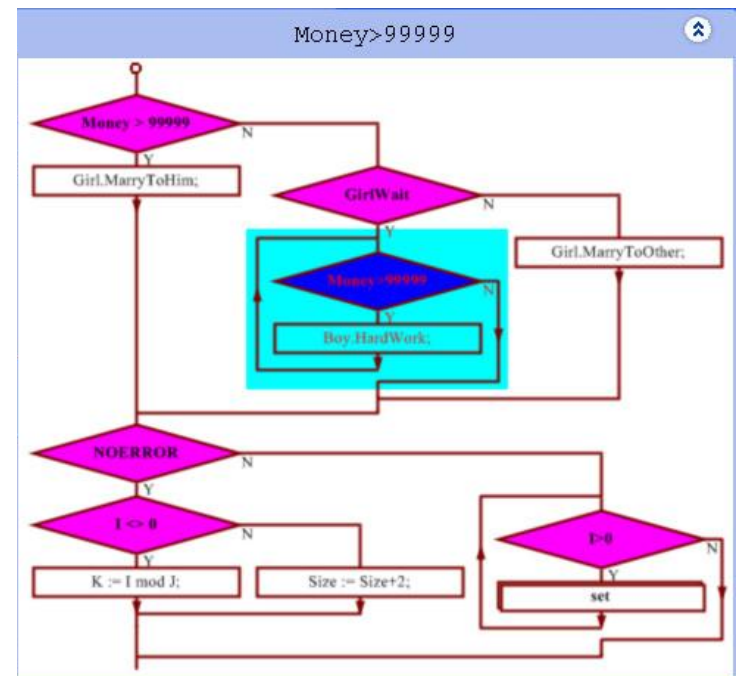 Money>99999
Money > 99999
N
Y
Girl.MarryToHim;
GirlWait
N
Y
Girl.MarryToOther;
Money>99999
N
Y
Boy.HardWork;
NOERROR
N
Y
I <> 0
N
I>0
N
Y
Y
K := I mod J;
Size := Size+2;
set